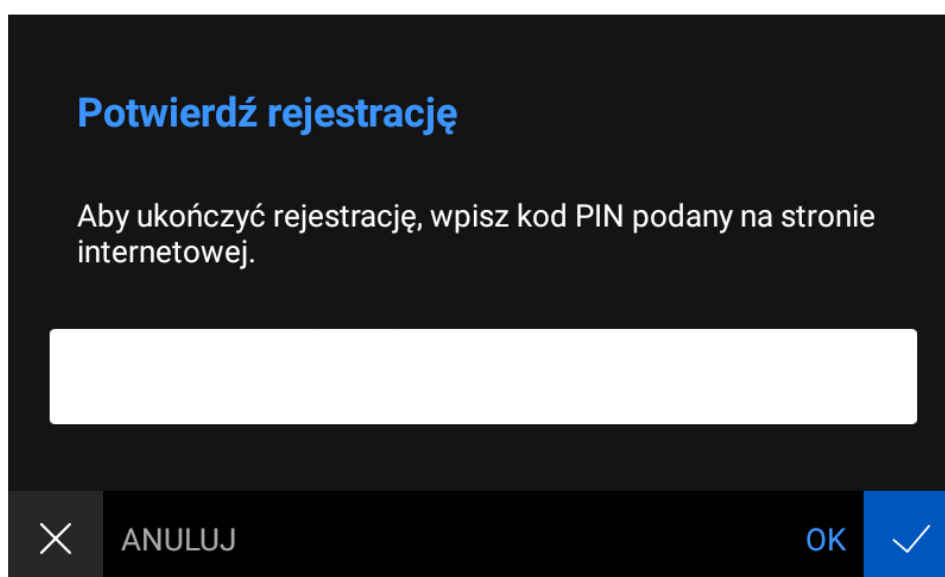 Potwierdź rejestrację
Aby ukończyć rejestrację, wpisz kod PIN podany na stronie
internetowej.
ANULUJ
OK